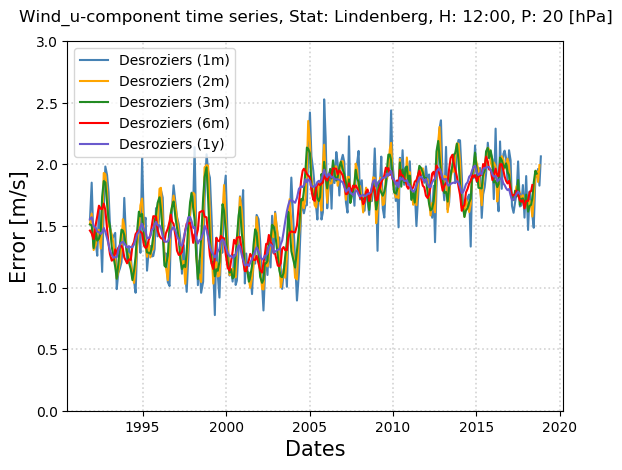 Wind_u-component time series, Stat: Lindenberg, H: 12:00, P: 20 [hPa]
3.0
2.5
2.0
1.5
1.0
0.5
0.0
Error [m/s]
Desroziers (1m)
Desroziers (2m)
Desroziers (3m)
Desroziers (6m)
Desroziers (1y)
1995 2000 2005 2010 2015 2020
Dates